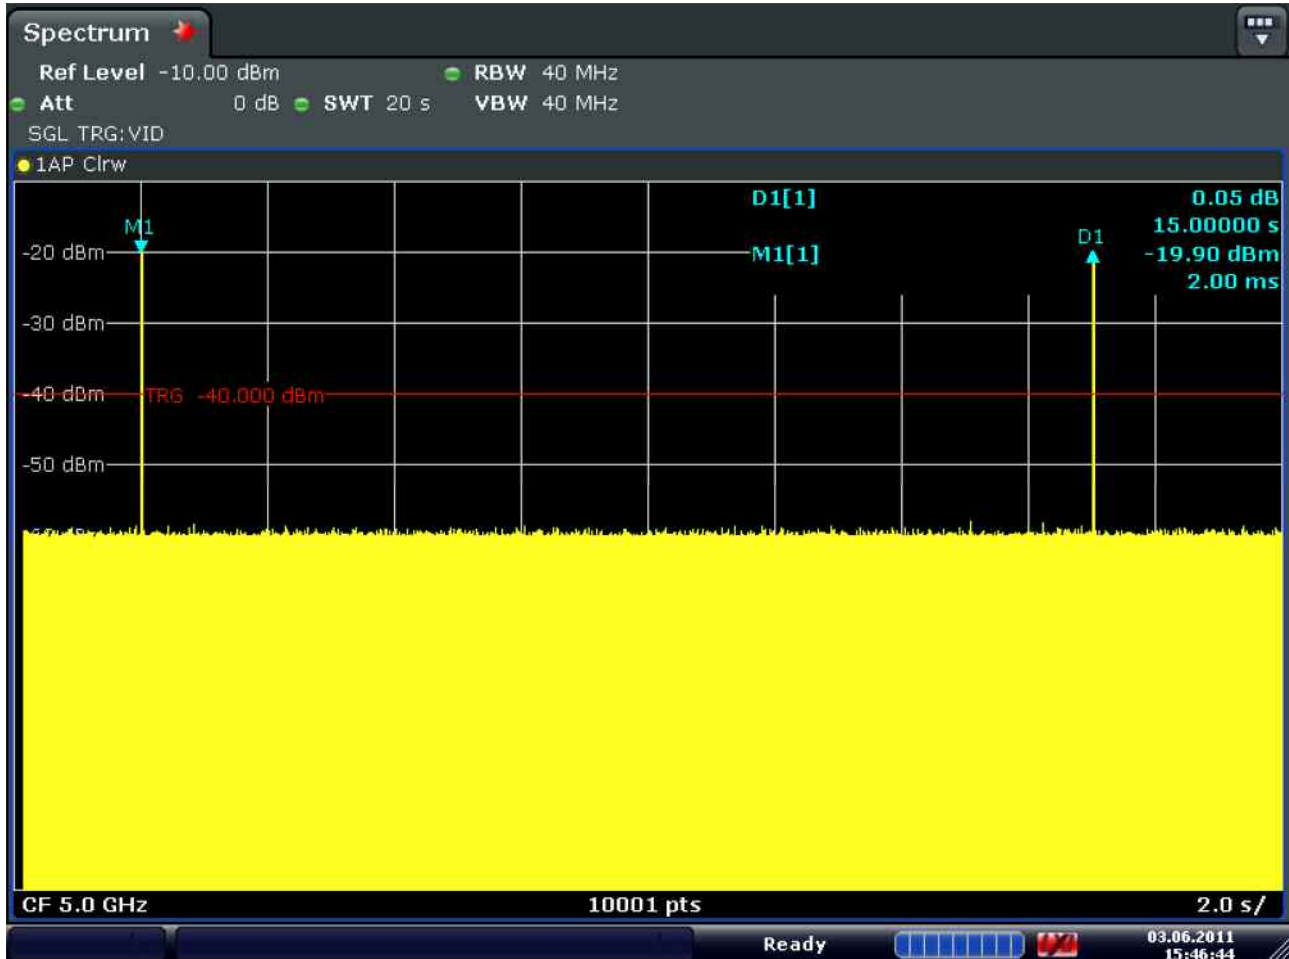 Spectrum
Ref Level -10.00 dBm RBW 40 MHz
Att 0 dB SWT 20 s VBW 40 MHz
SGL TRG:VID
1AP Clrw
D1[1] 0.05 dB
15.00000 s
M1[1] -19.90 dBm
2.00 ms
M1
D1
-20 dBm
-30 dBm
-40 dBm
TRG -40.000 dBm
-50 dBm
CF 5.0 GHz 10001 pts 2.0 s/
Ready 03.06.2011
15:46:44